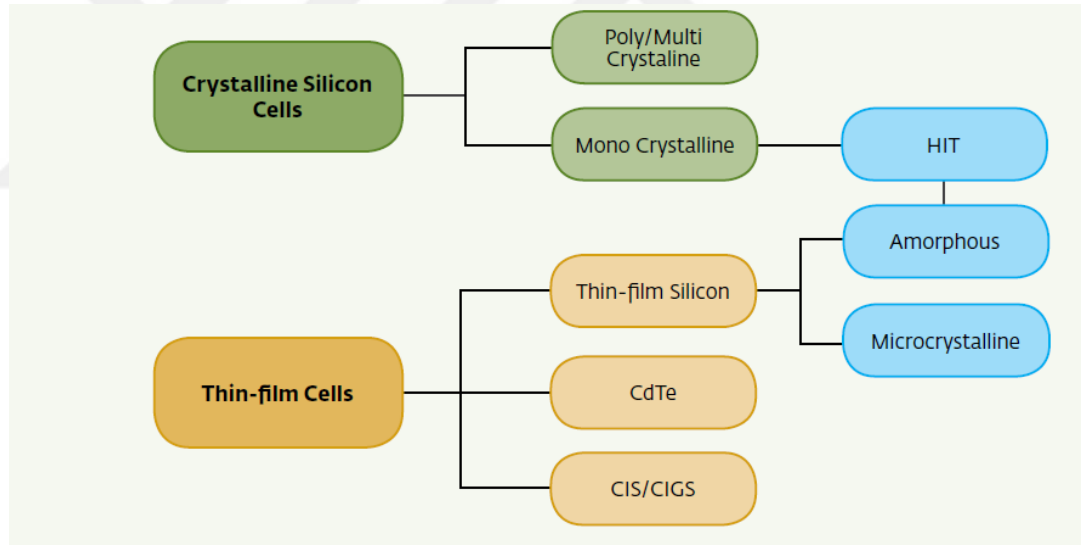 Poly/Multi
Crystaline
Crystalline Silicon
Cells
Mono Crystalline
HIT
Amorphous
Thin-film Silicon
Microcrystalline
Thin-film Cells
CdTe
CIS/CIGS